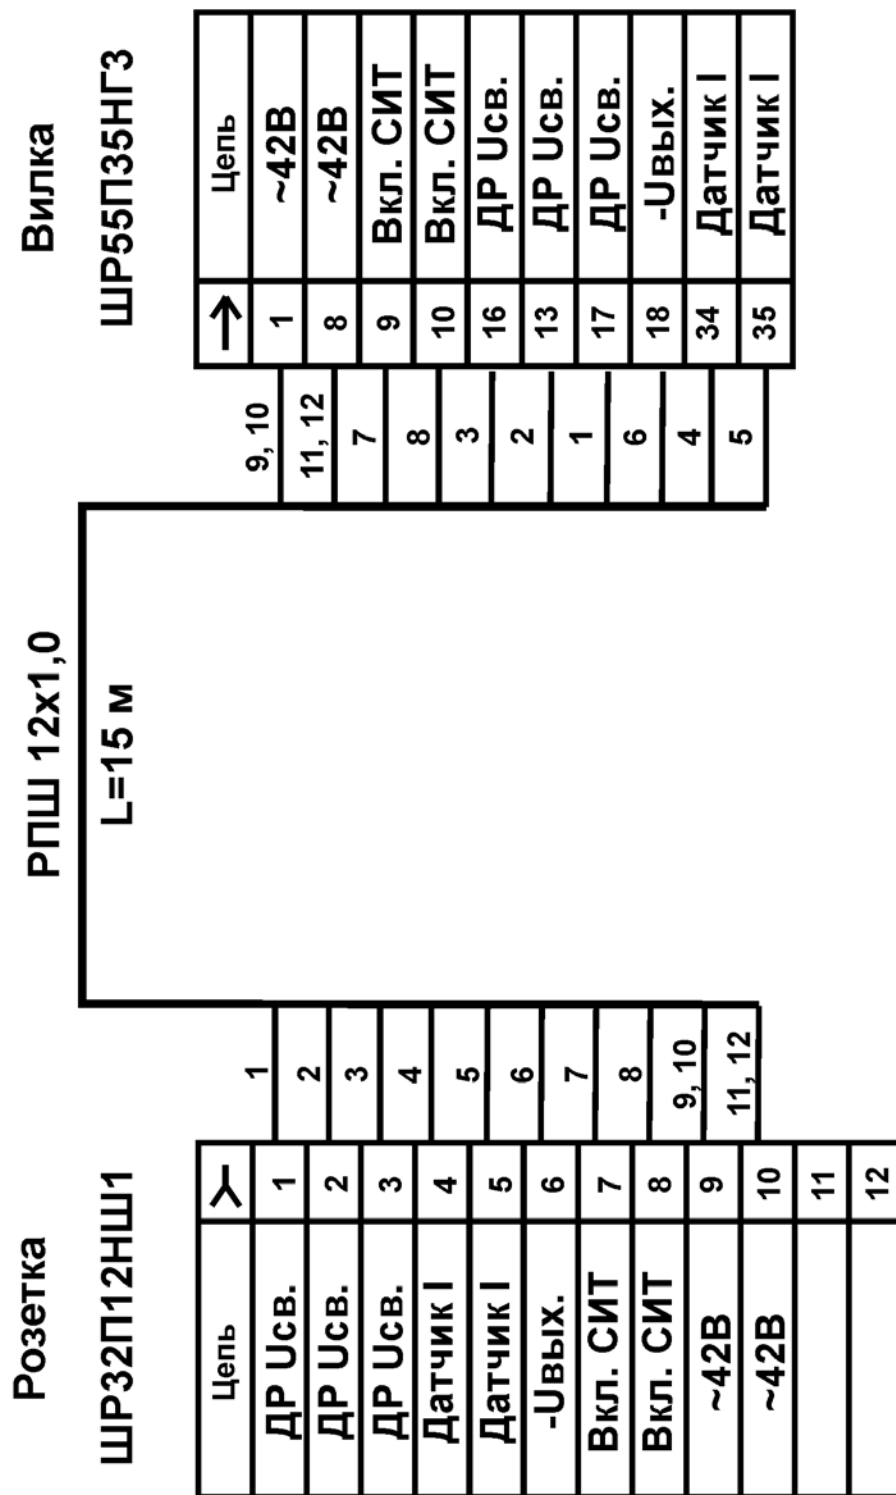 Розетка
ШР32П12НШ1
Цепь
ДР Uсв. 1 1
ДР Uсв. 2 2
ДР Uсв. 3 3
Датчик I 4 4
Датчик I 5 5
-Uвых. 6 6
Вкл. СИТ 7 7
Вкл. СИТ 8 8
~42В 9 9, 10
~42В 10 11, 12
11
12
РПШ 12x1,0
L=15 м
Вилка
ШР55П35НГ3
Цепь
9, 10 1 ~42В
11, 12 8 ~42В
7 9 Вкл. СИТ
8 10 Вкл. СИТ
3 16 ДР Uсв.
2 13 ДР Uсв.
1 17 ДР Uсв.
6 18 -Uвых.
4 34 Датчик I
5 35 Датчик I